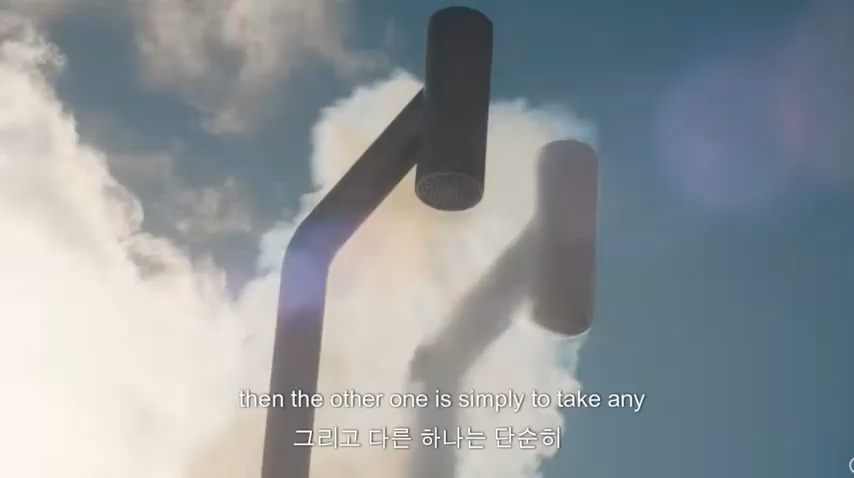 then the other one is simply to take any
그리고 다른 하나는 단순히